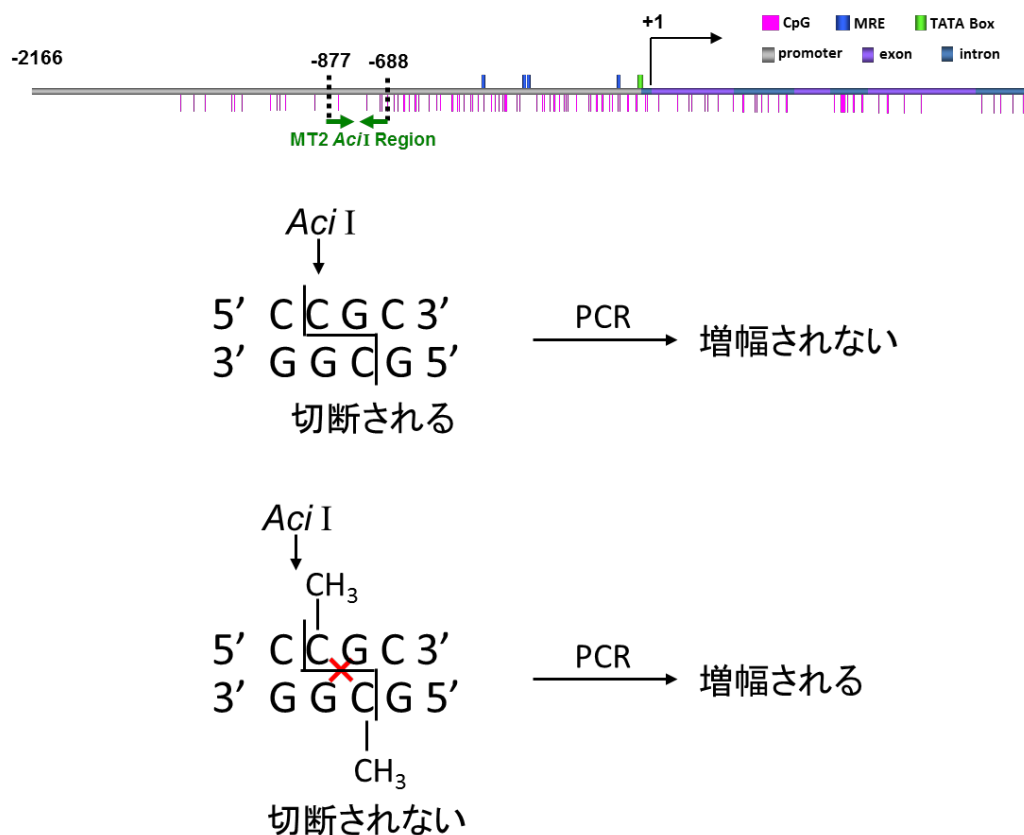 +1
CpG
MRE
TATA Box
promoter
exon
intron
-2166
-877
-688
MT2 AciI Region
Aci I
5’ C C G C 3’
3’ G G C G 5’
切断される
PCR
増幅されない
Aci I
CH3
5’ C C G C 3’
3’ G G C G 5’
CH3
切断されない
PCR
増幅される